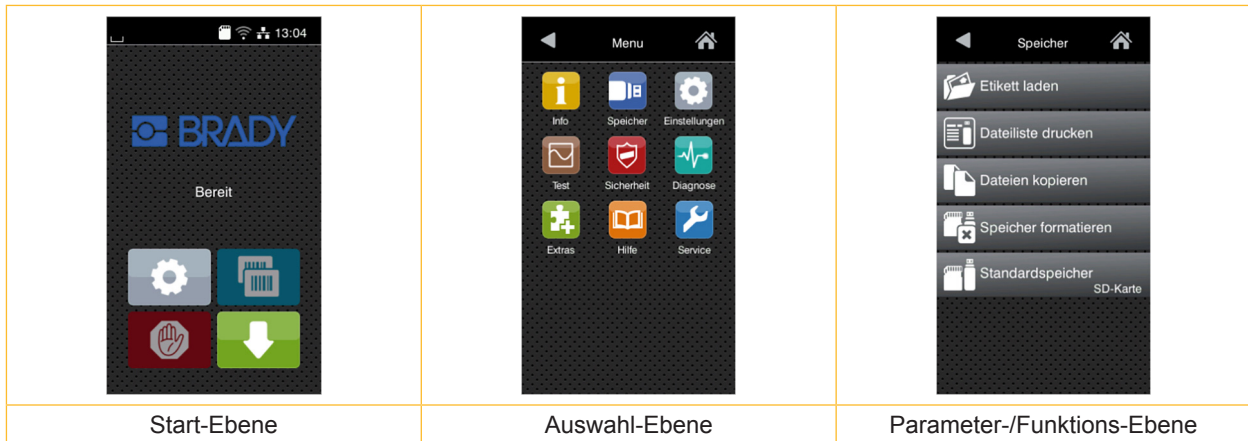 13:04
BRADY
Bereit
Menu
Info Speicher Einstellungen
Test Sicherheit Diagnose
Extras Hilfe Service
Speicher
Etikett laden
Dateiliste drucken
Dateien kopieren
Speicher formatieren
Standardspeicher
SD-Karte
Start-Ebene
Auswahl-Ebene
Parameter-/Funktions-Ebene